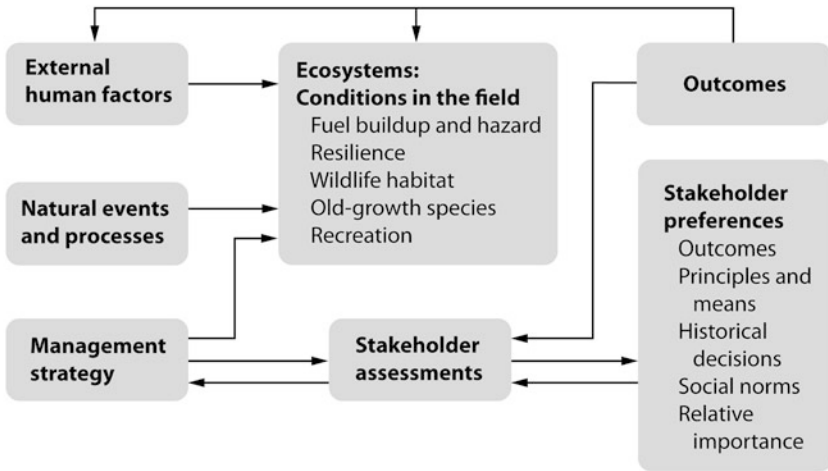 External
human factors
Ecosystems:
Conditions in the field
Fuel buildup and hazard
Resilience
Wildlife habitat
Old-growth species
Recreation
Outcomes
Natural events
and processes
Stakeholder
preferences
Outcomes
Principles and
means
Historical
decisions
Social norms
Relative
importance
Management
strategy
Stakeholder
assessments